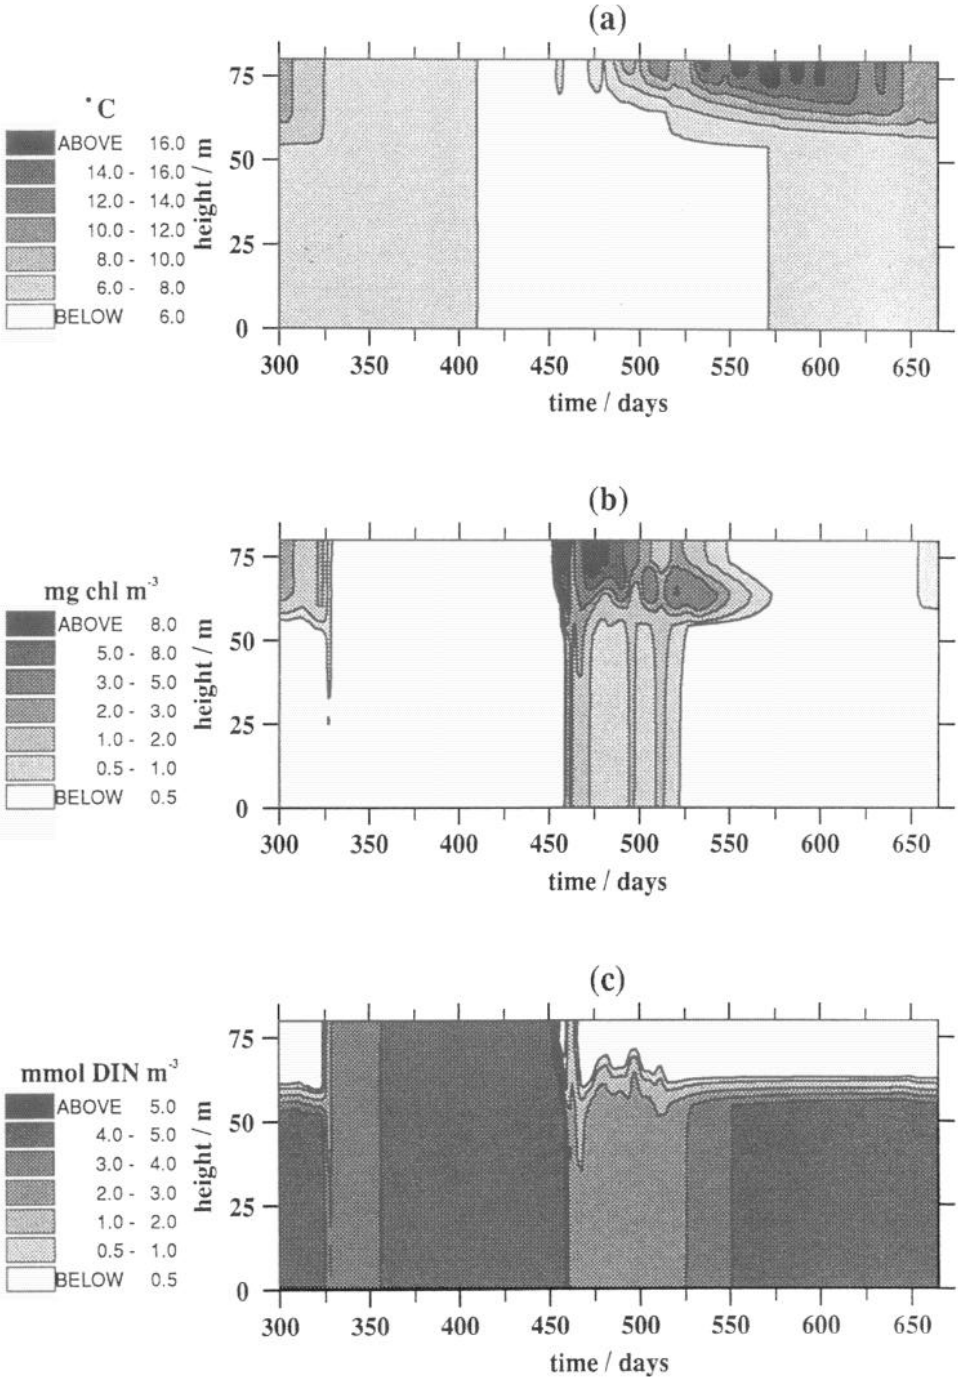 (a)
°C
ABOVE 16.0
14.0 - 16.0
12.0 - 14.0
10.0 - 12.0
8.0 - 10.0
6.0 - 8.0
BELOW 6.0
height / m
75
50
25
0
300 350 400 450 500 550 600 650
time / days
(b)
mg chl m⁻³
ABOVE 8.0
5.0 - 8.0
3.0 - 5.0
2.0 - 3.0
1.0 - 2.0
0.5 - 1.0
BELOW 0.5
height / m
75
50
25
0
300 350 400 450 500 550 600 650
time / days
(c)
mmol DIN m⁻³
ABOVE 5.0
4.0 - 5.0
3.0 - 4.0
2.0 - 3.0
1.0 - 2.0
0.5 - 1.0
BELOW 0.5
height / m
75
50
25
0
300 350 400 450 500 550 600 650
time / days